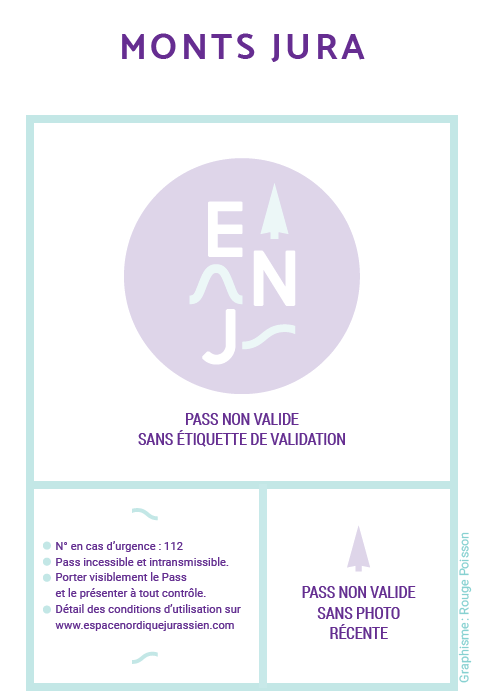 MONTS JURA
E
N
J
PASS NON VALIDE
SANS ÉTIQUETTE DE VALIDATION
N° en cas d'urgence : 112
Pass incessible et intransmissible.
Porter visiblement le Pass
et le présenter à tout contrôle.
Détail des conditions d'utilisation sur
www.espacenordiquejurassien.com
PASS NON VALIDE
SANS PHOTO
RÉCENTE
Graphisme : Rouge Poisson